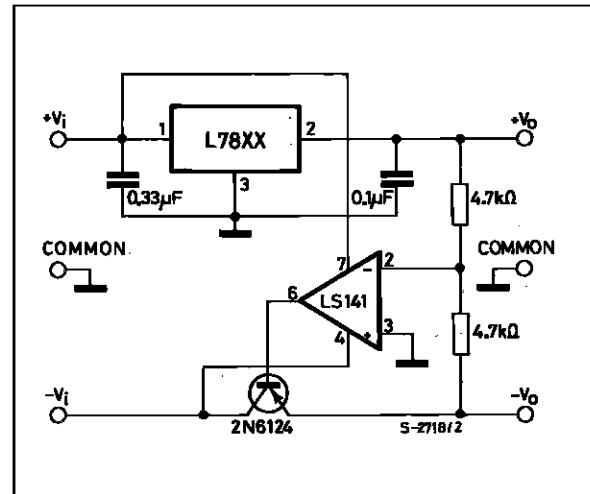 +Vi
1
L78XX
2
+Vo
3
0.33µF
0.1µF
4.7kΩ
COMMON
COMMON
7
2
−
6
LS141
4
+
3
4.7kΩ
−Vi
2N6124
S-2718/2
−Vo